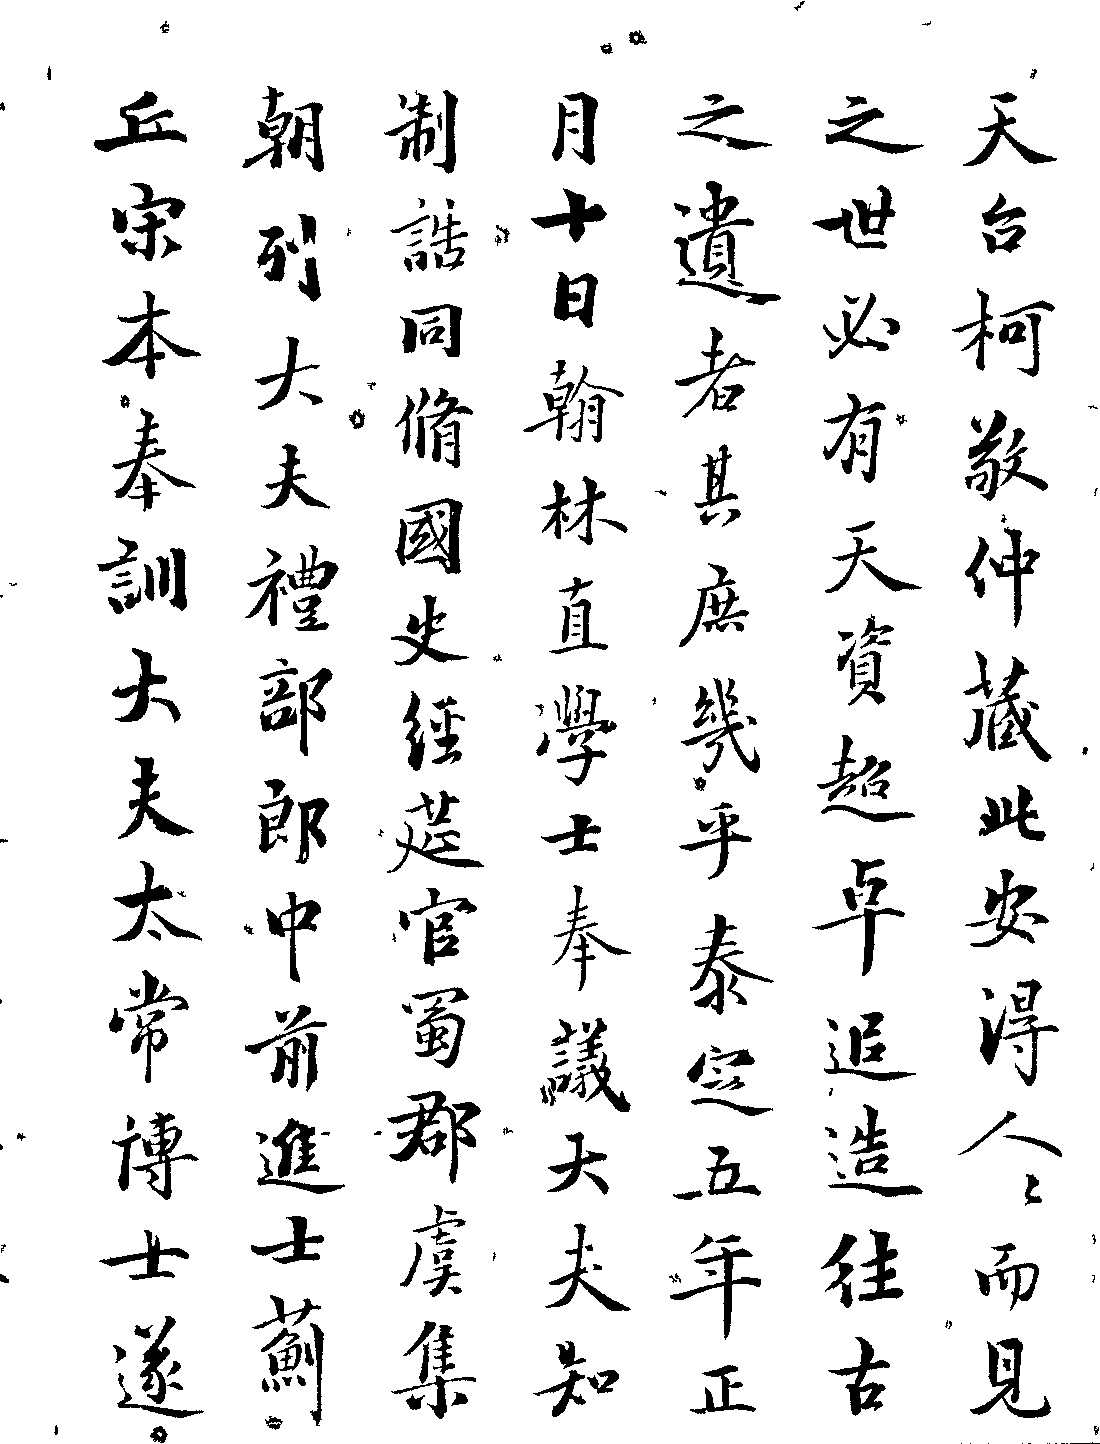 天台柯敬仲藏此安得人〻而見
之世必有天資超卓追造往古
之遺者其庶幾乎泰定五年正
月十日翰林直學士奉議大夫知
制誥同脩國史經莚官蜀郡虞集
朝列大夫禮部郎中前進士薊
丘宋本奉訓大夫太常博士遂